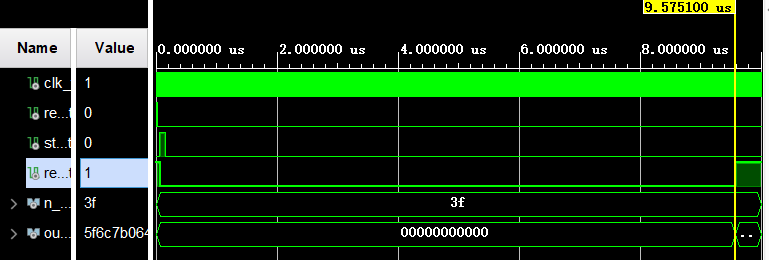 9.575100 us
Name Value 0.000000 us 2.000000 us 4.000000 us 6.000000 us 8.000000 us
clk_ 1
re...t 0
st...t 0
re...t 1
n_... 3f 3f
ou... 5f6c7b064 00000000000 ..